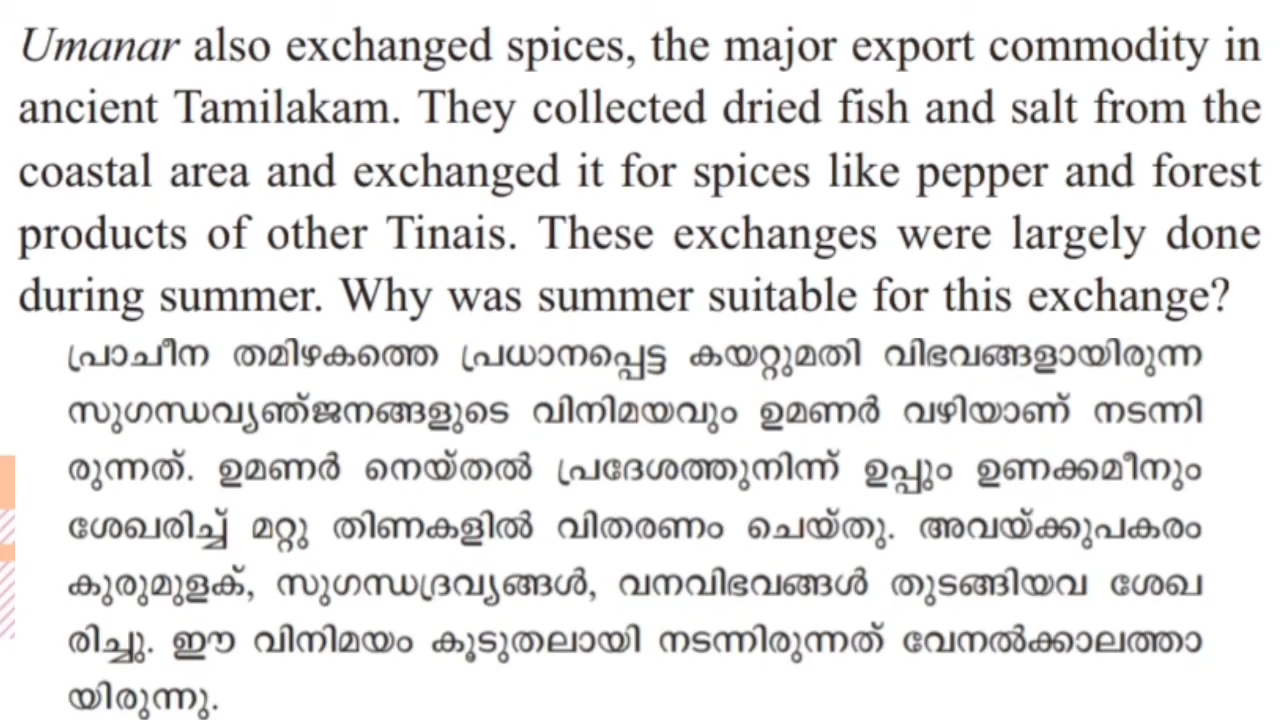 Umanar also exchanged spices, the major export commodity in
ancient Tamilakam. They collected dried fish and salt from the
coastal area and exchanged it for spices like pepper and forest
products of other Tinais. These exchanges were largely done
during summer. Why was summer suitable for this exchange?
പ്രാചീന തമിഴകത്തെ പ്രധാനപ്പെട്ട കയറ്റുമതി വിഭവങ്ങളായിരുന്ന
സുഗന്ധവ്യഞ്ജനങ്ങളുടെ വിനിമയവും ഉമണർ വഴിയാണ് നടന്നി
രുന്നത്. ഉമണർ നെയ്തൽ പ്രദേശത്തുനിന്ന് ഉപ്പും ഉണക്കമീനും
ശേഖരിച്ച് മറ്റു തിണകളിൽ വിതരണം ചെയ്തു. അവയ്ക്കുപകരം
കുരുമുളക്, സുഗന്ധദ്രവ്യങ്ങൾ, വനവിഭവങ്ങൾ തുടങ്ങിയവ ശേഖ
രിച്ചു. ഈ വിനിമയം കൂടുതലായി നടന്നിരുന്നത് വേനൽക്കാലത്താ
യിരുന്നു.